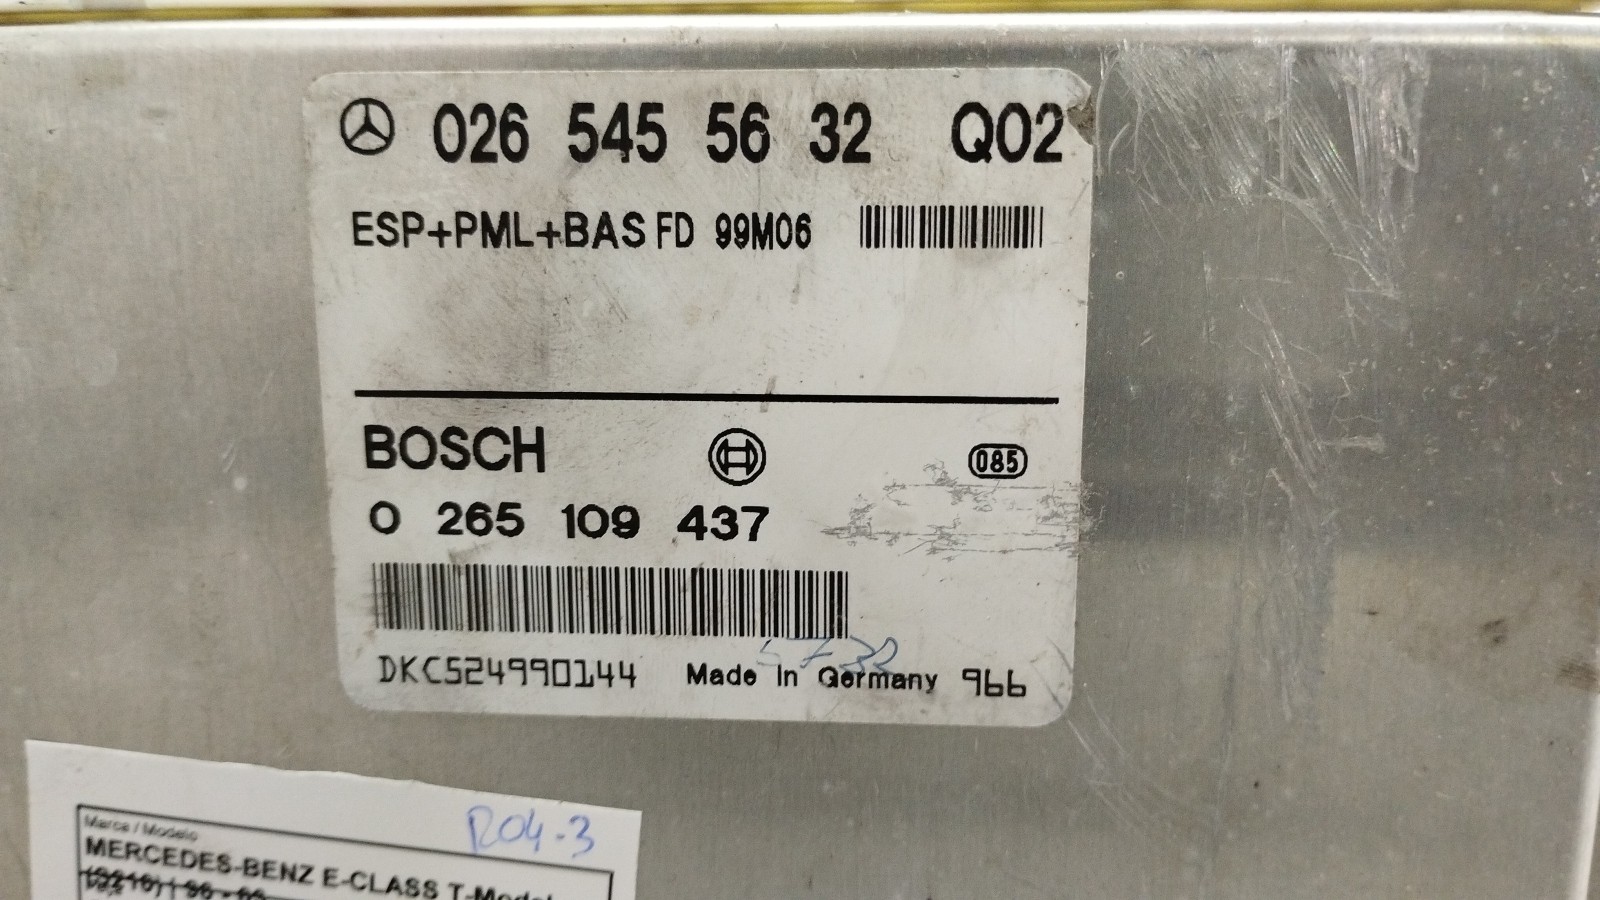 026 545 56 32 Q02
ESP+PML+BAS FD 99M06
BOSCH
085
0 265 109 437
DKC524990144 Made In Germany 966
R04-3
Marca / Modelo
MERCEDES-BENZ E-CLASS T-Model